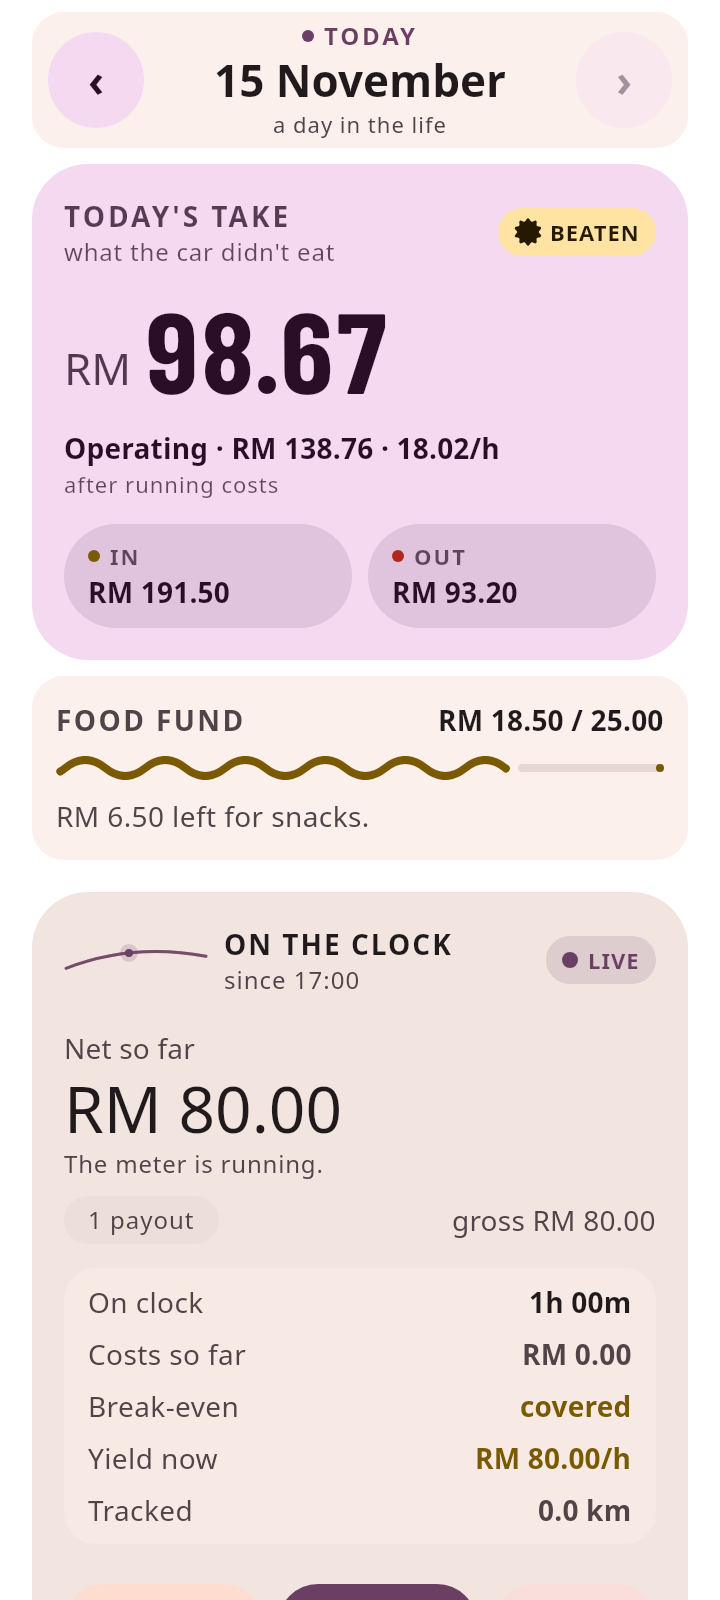 ‹
TODAY
15 November
a day in the life
›
TODAY'S TAKE
what the car didn't eat
BEATEN
RM 98.67
Operating · RM 138.76 · 18.02/h
after running costs
IN
RM 191.50
OUT
RM 93.20
FOOD FUND
RM 18.50 / 25.00
RM 6.50 left for snacks.
ON THE CLOCK
since 17:00
LIVE
Net so far
RM 80.00
The meter is running.
1 payout
gross RM 80.00
On clock 1h 00m
Costs so far RM 0.00
Break-even covered
Yield now RM 80.00/h
Tracked 0.0 km